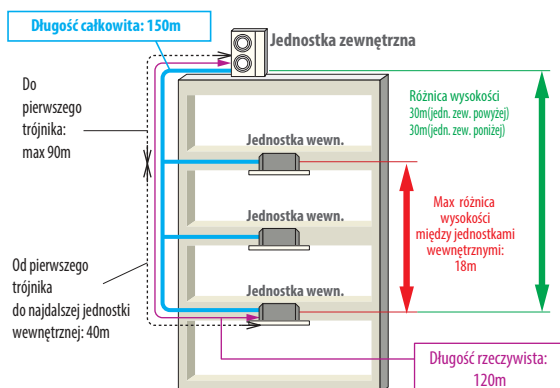 Długość całkowita: 150m
Jednostka zewnętrzna
Do
pierwszego
trójnika:
max 90m
Różnica wysokości
30m(jedn. zew. powyżej)
30m(jedn. zew. poniżej)
Jednostka wewn.
Jednostka wewn.
Max różnica
wysokości
między jednostkami
wewnętrznymi:
18m
Od pierwszego
trójnika
do najdalszej jednostki
wewnętrznej: 40m
Jednostka wewn.
Długość rzeczywista:
120m